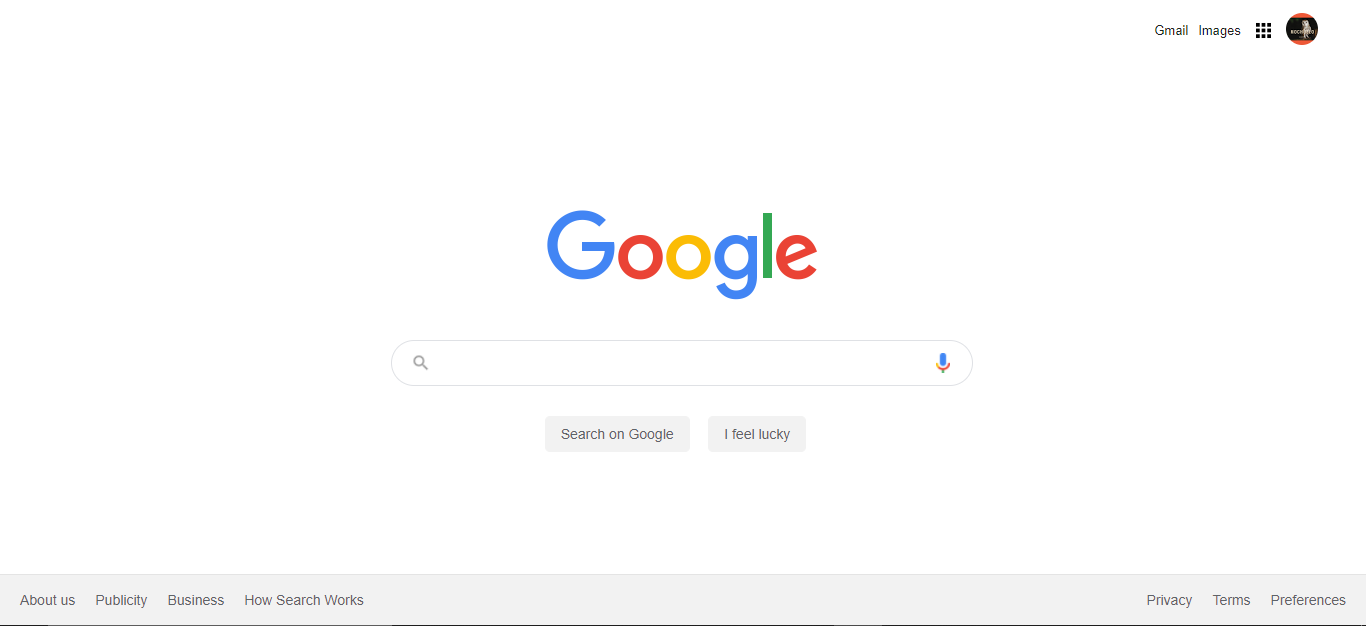 Gmail Images
Google
Search on Google I feel lucky
About us Publicity Business How Search Works Privacy Terms Preferences